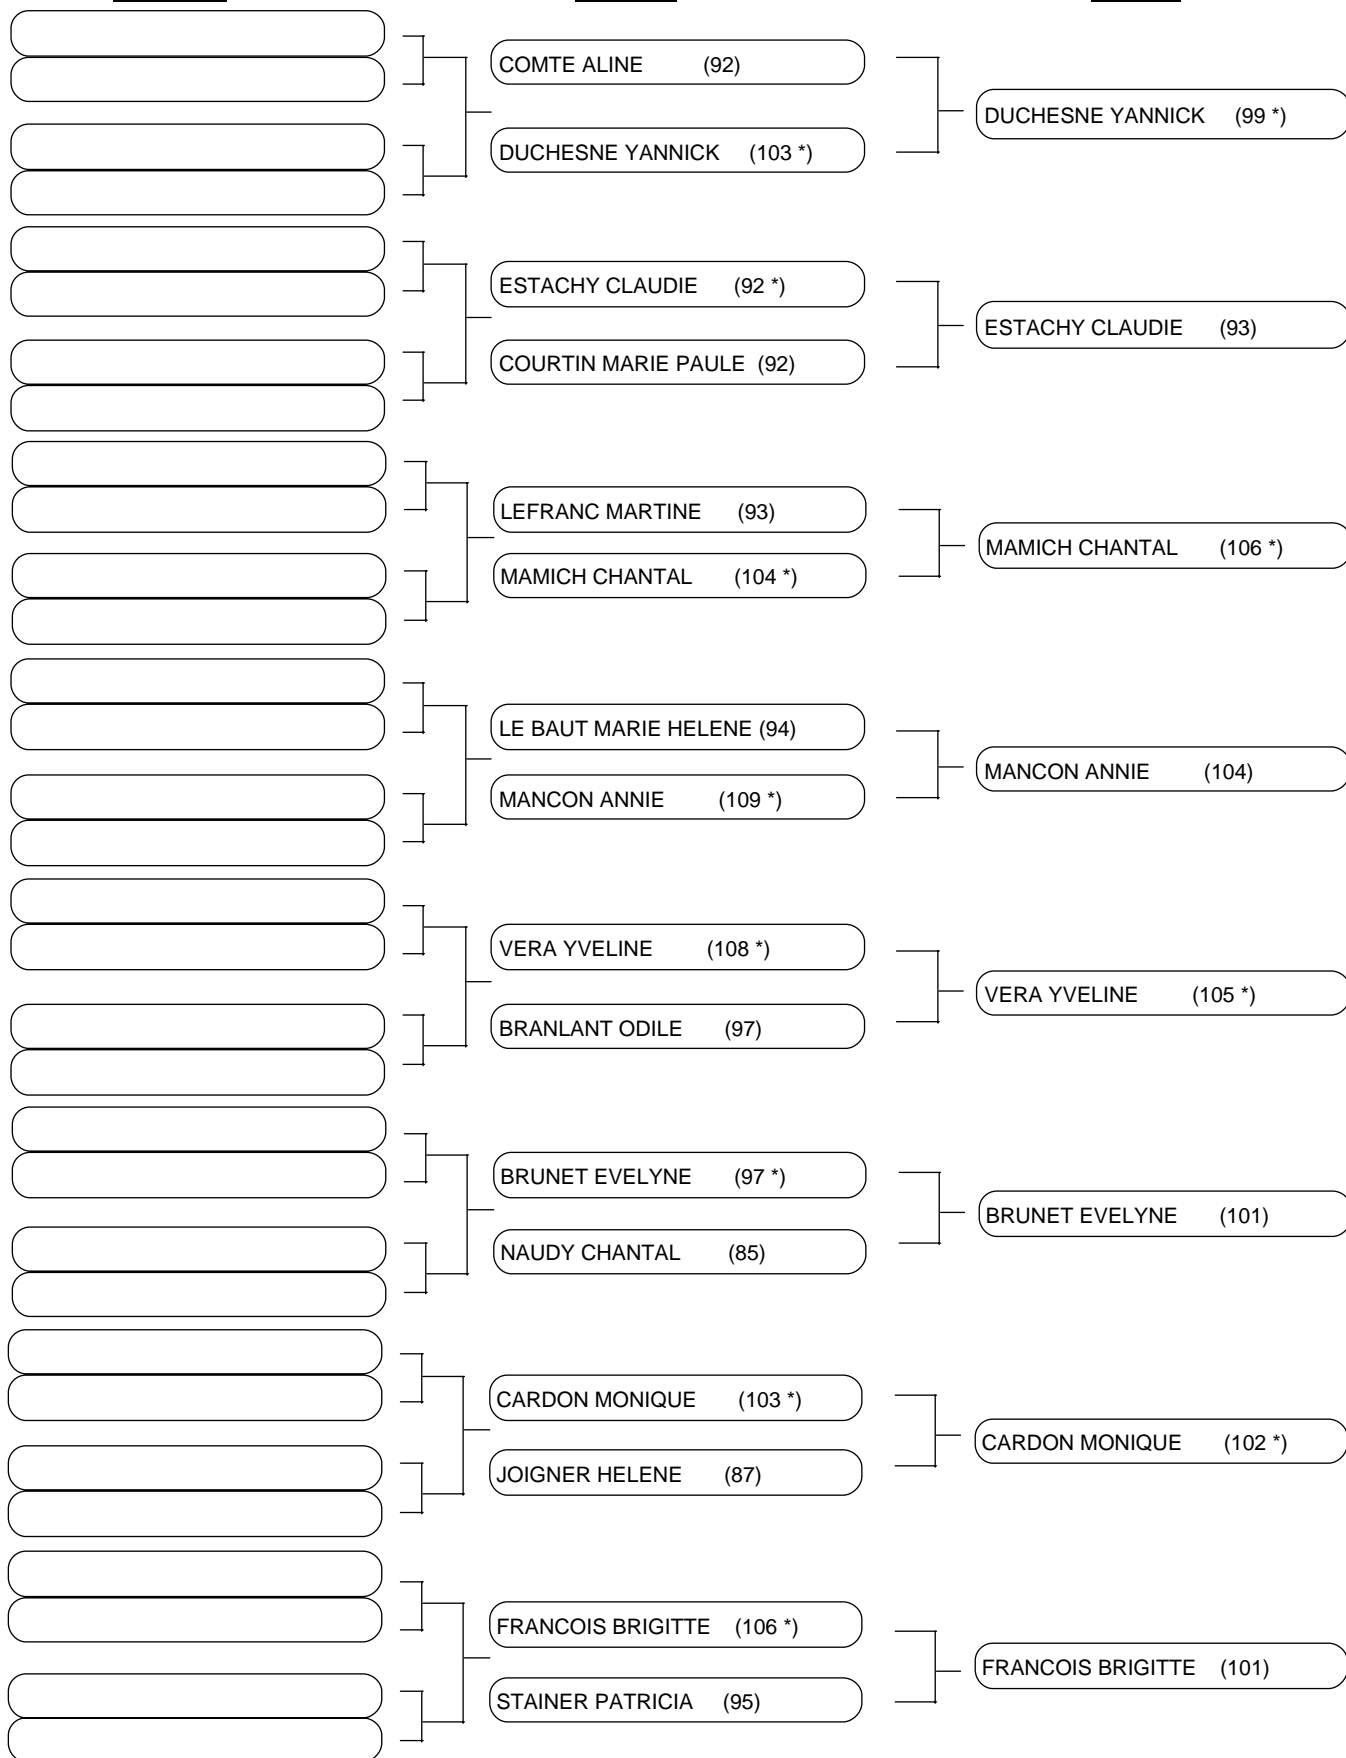 COMTE ALINE (92)
DUCHESNE YANNICK (103 *)
DUCHESNE YANNICK (99 *)
ESTACHY CLAUDIE (92 *)
COURTIN MARIE PAULE (92)
ESTACHY CLAUDIE (93)
LEFRANC MARTINE (93)
MAMICH CHANTAL (104 *)
MAMICH CHANTAL (106 *)
LE BAUT MARIE HELENE (94)
MANCON ANNIE (109 *)
MANCON ANNIE (104)
VERA YVELINE (108 *)
BRANLANT ODILE (97)
VERA YVELINE (105 *)
BRUNET EVELYNE (97 *)
NAUDY CHANTAL (85)
BRUNET EVELYNE (101)
CARDON MONIQUE (103 *)
JOIGNER HELENE (87)
CARDON MONIQUE (102 *)
FRANCOIS BRIGITTE (106 *)
STAINER PATRICIA (95)
FRANCOIS BRIGITTE (101)